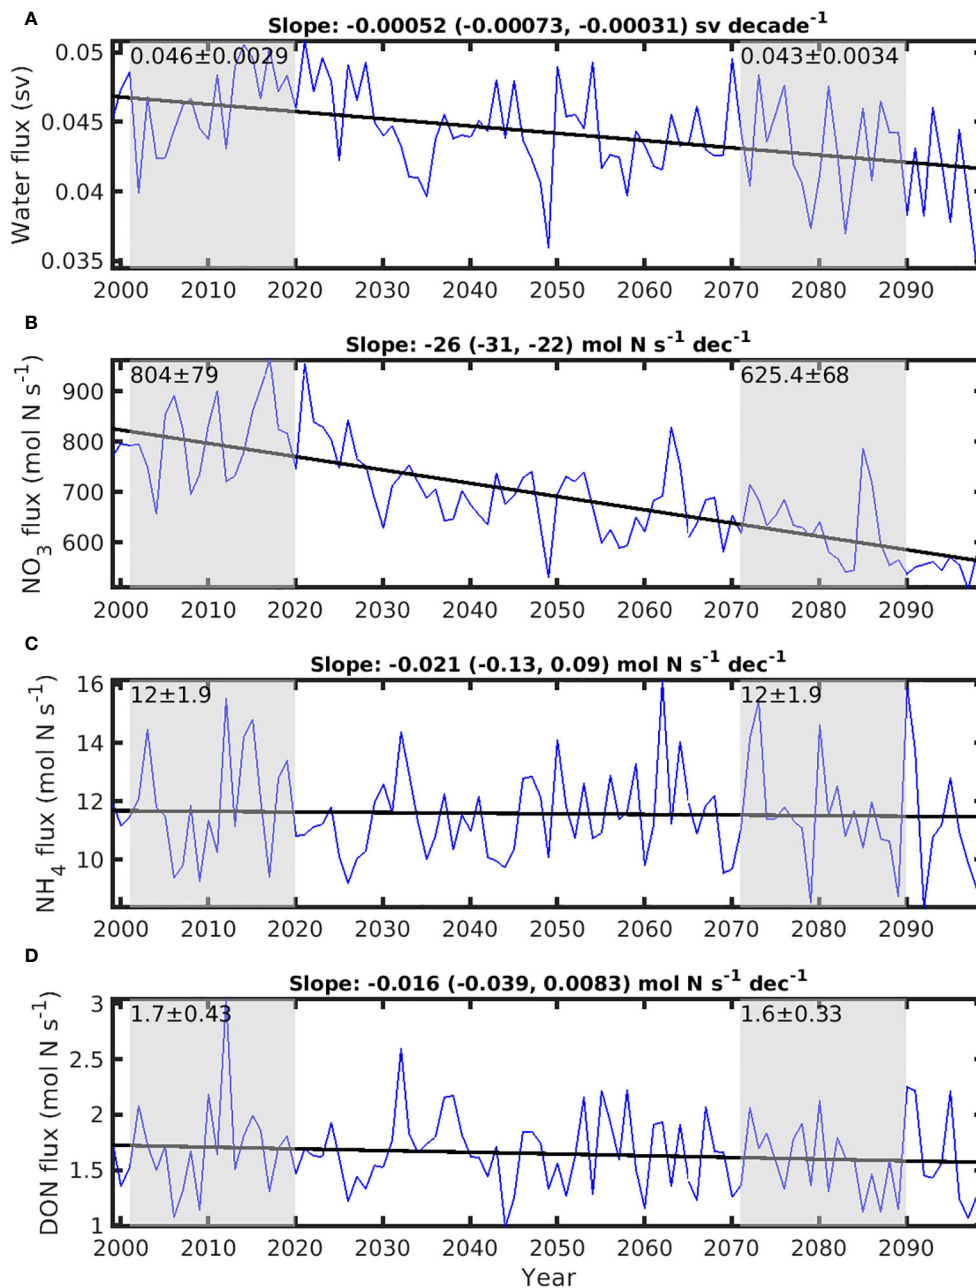 A
Slope: -0.00052 (-0.00073, -0.00031) sv decade⁻¹
0.046±0.0029
0.043±0.0034
Water flux (sv)
0.05
0.045
0.04
0.035
2000 2010 2020 2030 2040 2050 2060 2070 2080 2090
B
Slope: -26 (-31, -22) mol N s⁻¹ dec⁻¹
804±79
625.4±68
NO₃ flux (mol N s⁻¹)
900
800
700
600
2000 2010 2020 2030 2040 2050 2060 2070 2080 2090
C
Slope: -0.021 (-0.13, 0.09) mol N s⁻¹ dec⁻¹
12±1.9
12±1.9
NH₄ flux (mol N s⁻¹)
16
14
12
10
2000 2010 2020 2030 2040 2050 2060 2070 2080 2090
D
Slope: -0.016 (-0.039, 0.0083) mol N s⁻¹ dec⁻¹
1.7±0.43
1.6±0.33
DON flux (mol N s⁻¹)
3
2.5
2
1.5
1
2000 2010 2020 2030 2040 2050 2060 2070 2080 2090
Year